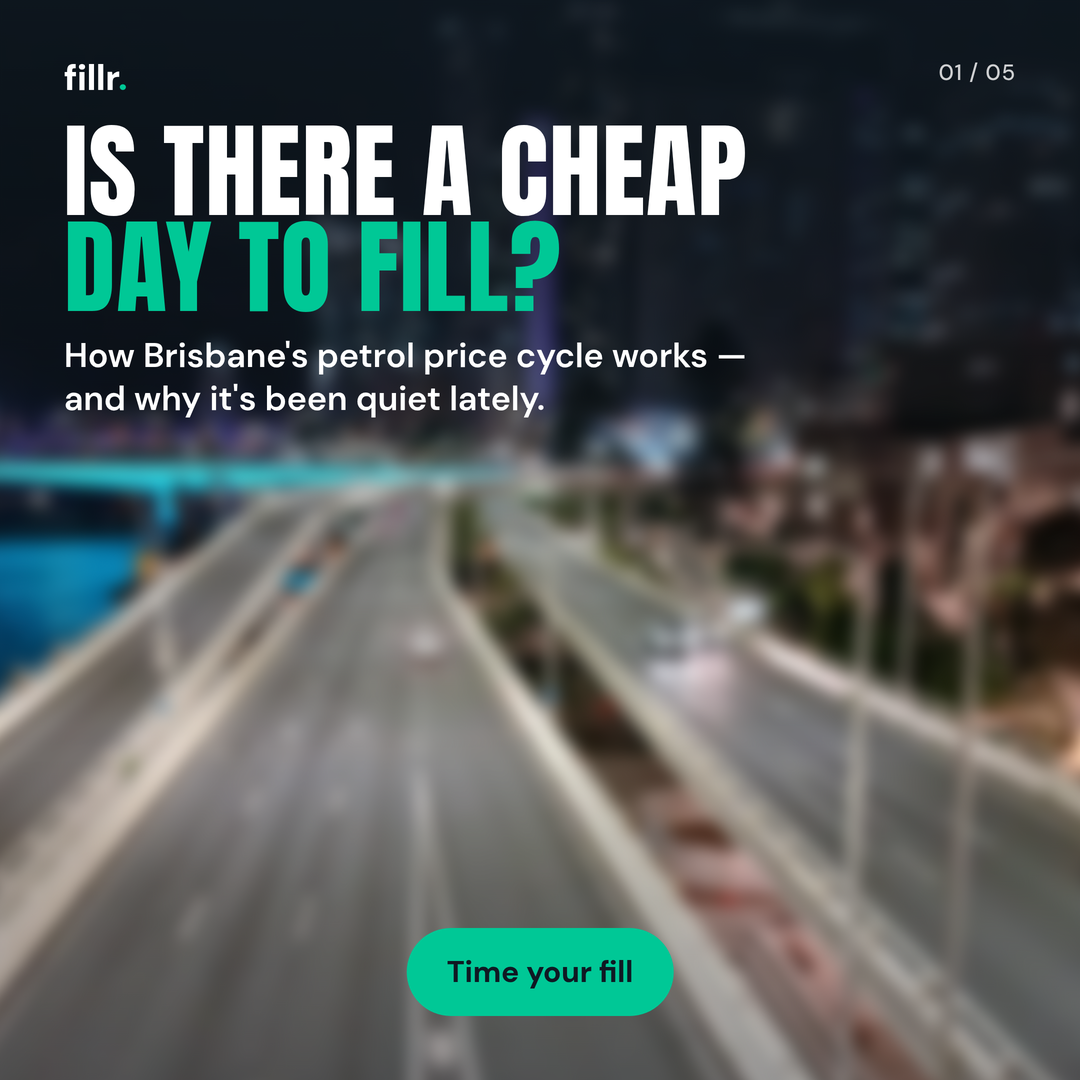 fillr.
01 / 05
IS THERE A CHEAP
DAY TO FILL?
How Brisbane's petrol price cycle works —
and why it's been quiet lately.
Time your fill